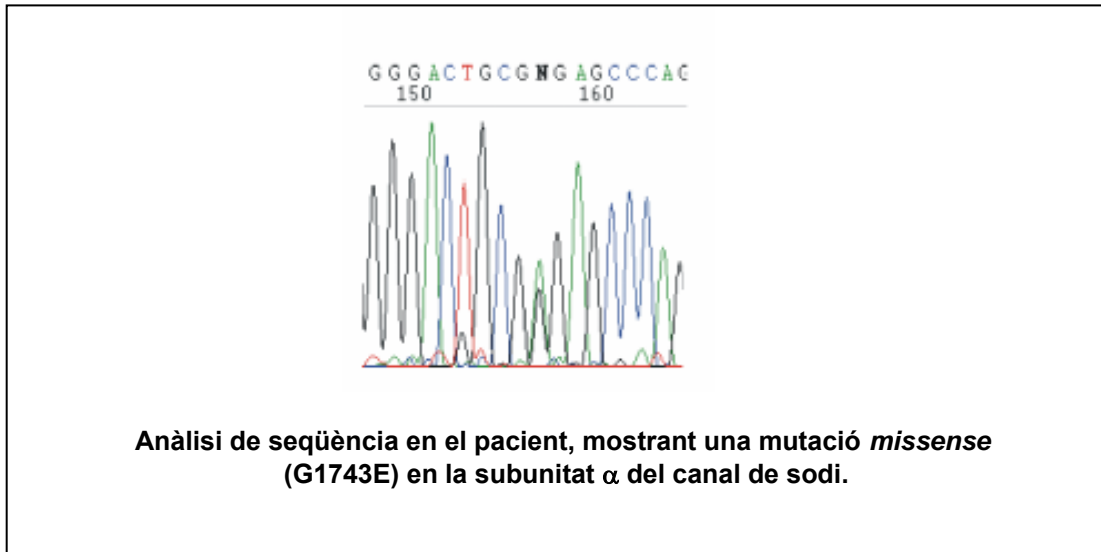 GGGACTGCGNGAGCCCAG
150 160
Anàlisi de seqüència en el pacient, mostrant una mutació missense
(G1743E) en la subunitat α del canal de sodi.